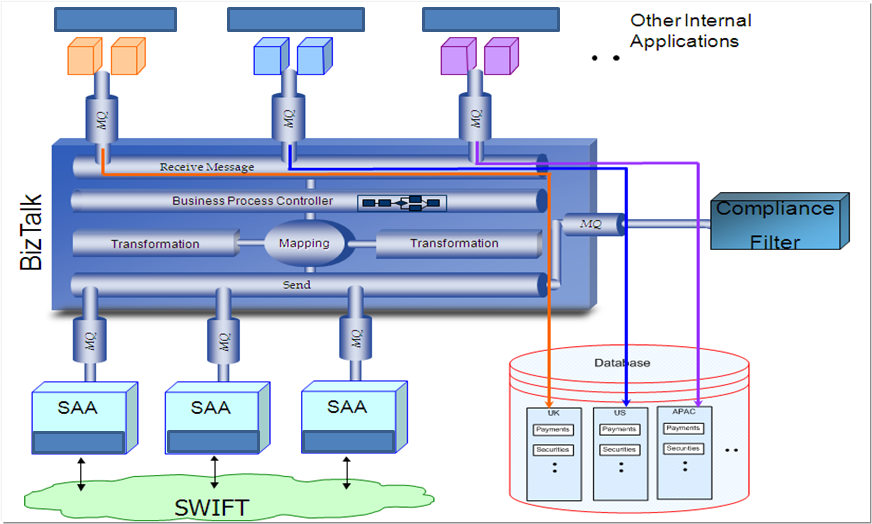 Other Internal
Applications
. .
MQ
MQ
MQ
BizTalk
Receive Message
Business Process Controller
Transformation
Mapping
Transformation
Send
MQ
Compliance
Filter
MQ
MQ
MQ
SAA
SAA
SAA
SWIFT
Database
UK
Payments
Securities
:
US
Payments
Securities
:
APAC
Payments
Securities
:
. .